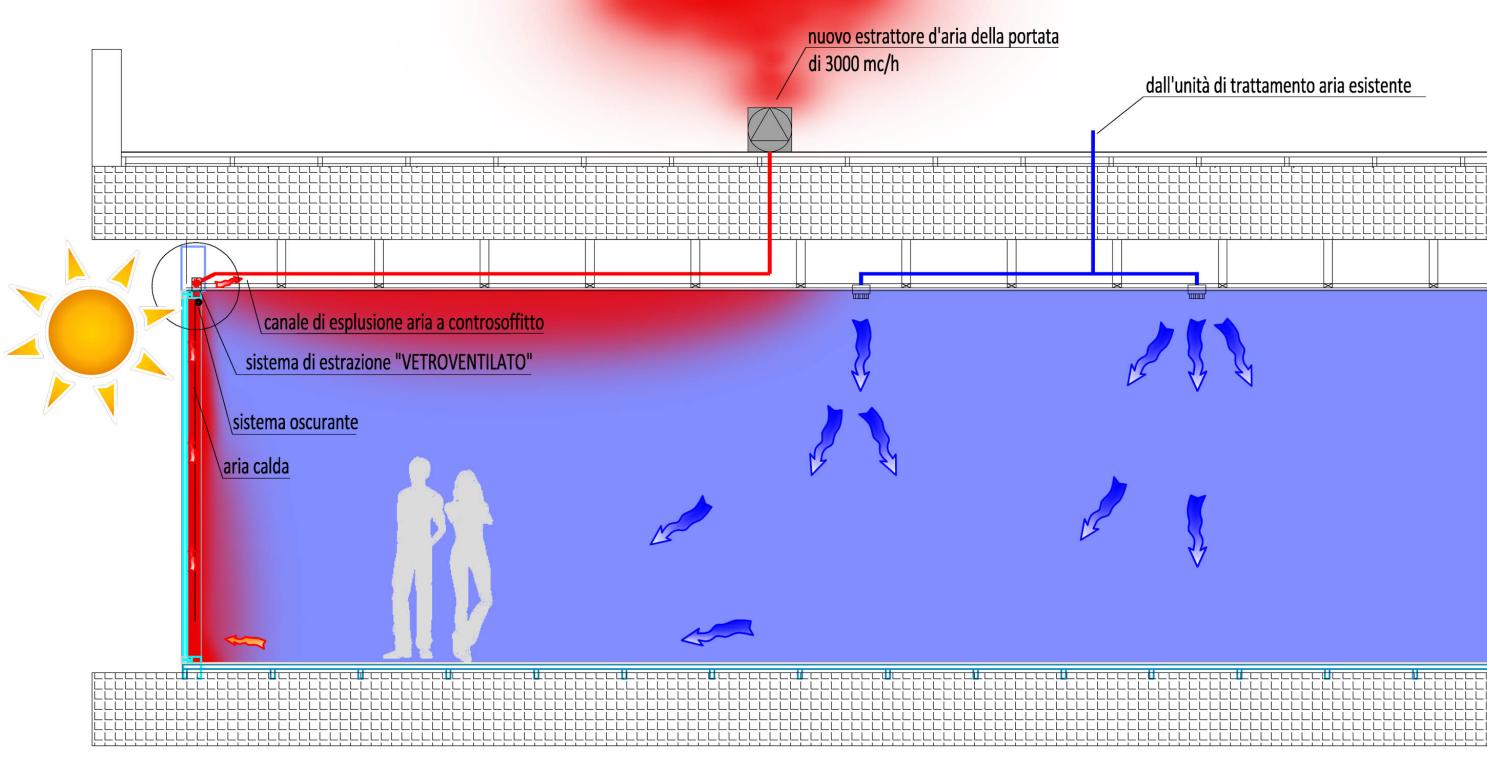 nuovo estrattore d'aria della portata
di 3000 mc/h
dall'unità di trattamento aria esistente
canale di esplusione aria a controsoffitto
sistema di estrazione "VETROVENTILATO"
sistema oscurante
aria calda